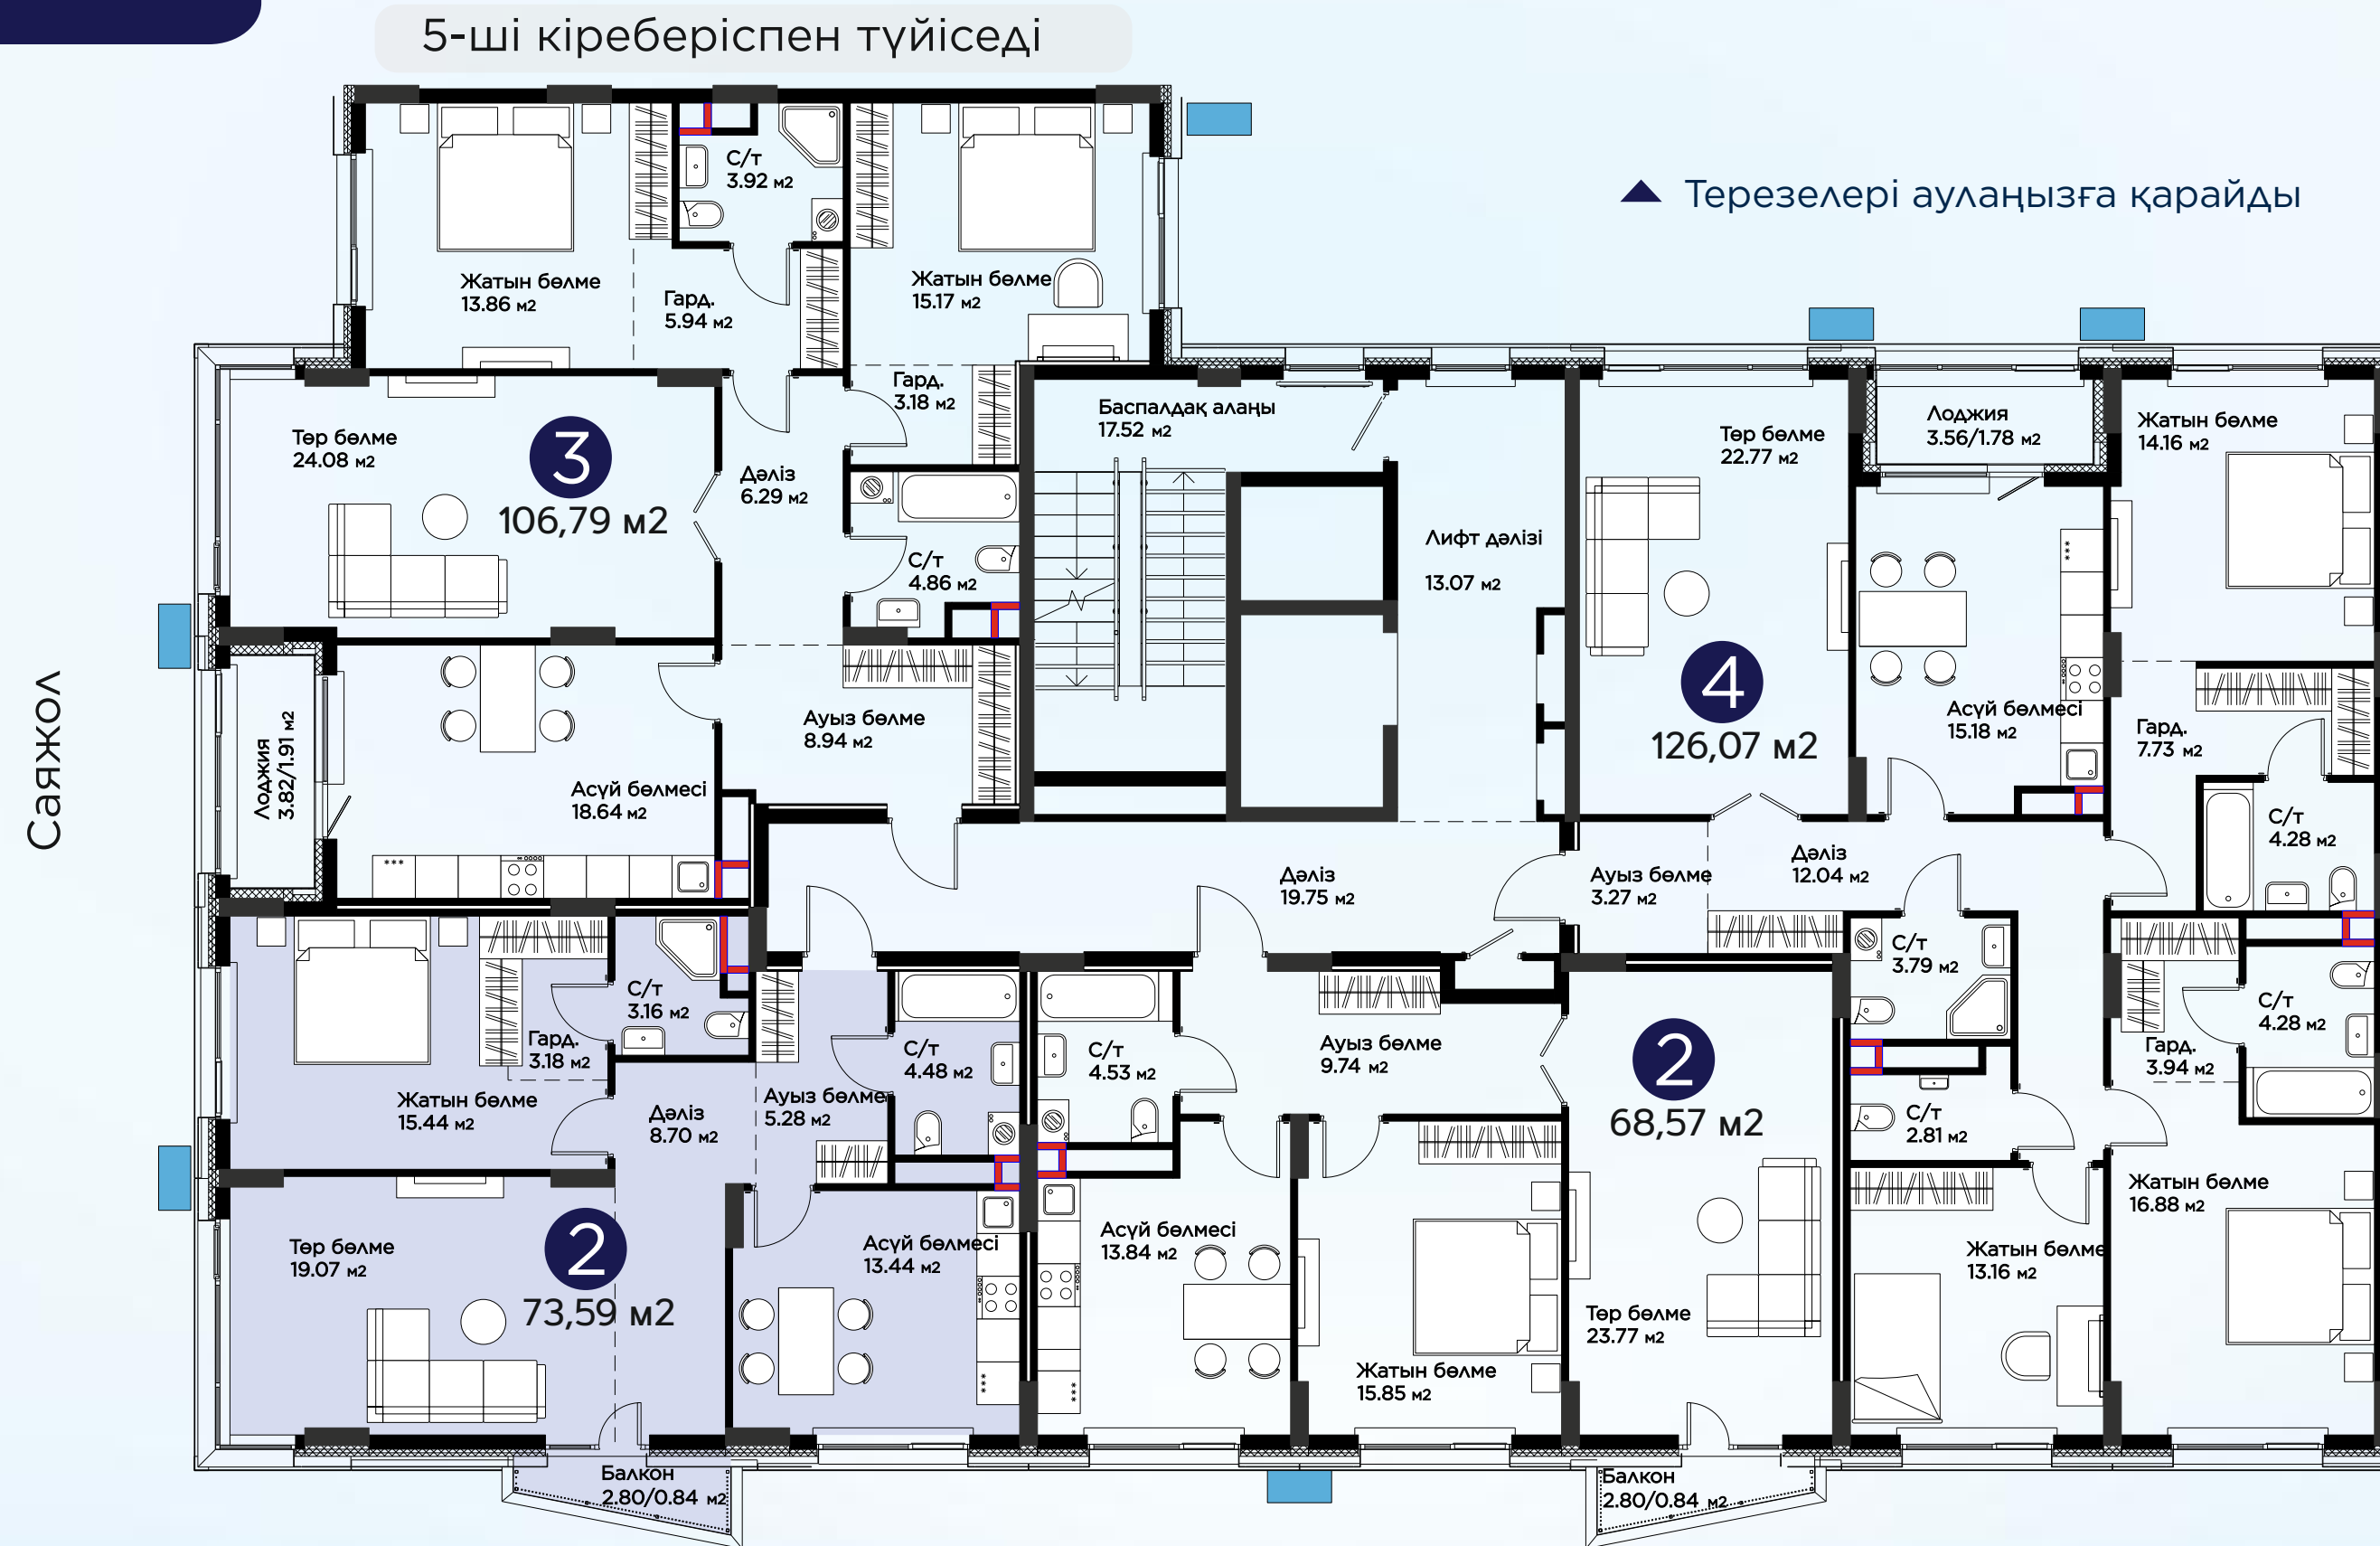 5-ші кіреберіспен түйіседі
Терезелері аулаңызға қарайды
Саяжол
С/т
3.92 м2
Жатын бөлме
13.86 м2
Гард.
5.94 м2
Жатын бөлме
15.17 м2
Гард.
3.18 м2
Төр бөлме
24.08 м2
3
106,79 м2
Дәліз
6.29 м2
С/т
4.86 м2
Ауыз бөлме
8.94 м2
Асүй бөлмесі
18.64 м2
Лоджия
3.82/1.91 м2
Баспалдақ алаңы
17.52 м2
Лифт дәлізі
13.07 м2
Дәліз
19.75 м2
Төр бөлме
22.77 м2
4
126,07 м2
Лоджия
3.56/1.78 м2
Жатын бөлме
14.16 м2
Асүй бөлмесі
15.18 м2
Гард.
7.73 м2
С/т
4.28 м2
Ауыз бөлме
3.27 м2
Дәліз
12.04 м2
С/т
3.79 м2
С/т
4.28 м2
Гард.
3.94 м2
С/т
2.81 м2
Жатын бөлме
16.88 м2
Жатын бөлме
13.16 м2
С/т
3.16 м2
Гард.
3.18 м2
Жатын бөлме
15.44 м2
Дәліз
8.70 м2
Ауыз бөлме
5.28 м2
С/т
4.48 м2
Төр бөлме
19.07 м2
2
73,59 м2
Асүй бөлмесі
13.44 м2
Балкон
2.80/0.84 м2
С/т
4.53 м2
Ауыз бөлме
9.74 м2
2
68,57 м2
Асүй бөлмесі
13.84 м2
Жатын бөлме
15.85 м2
Төр бөлме
23.77 м2
Балкон
2.80/0.84 м2